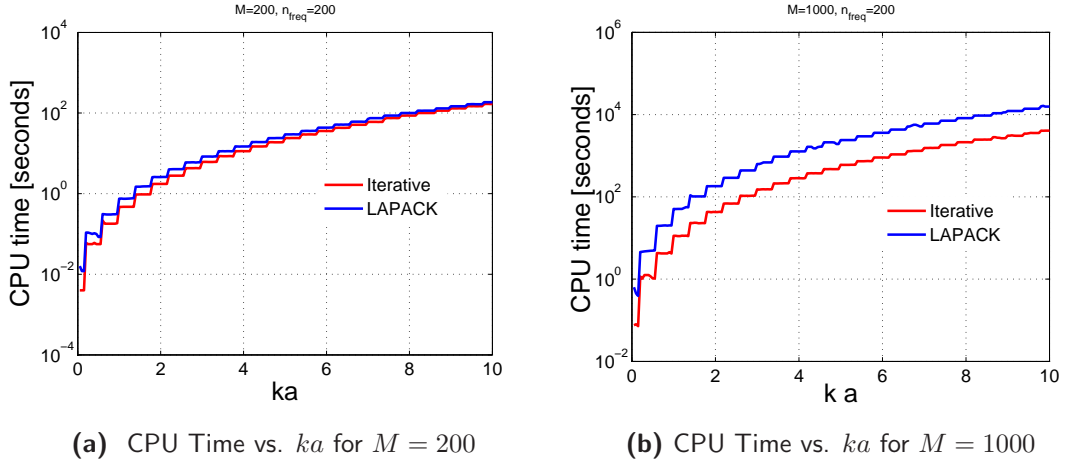 M=200, n_freq=200
CPU time [seconds]
10^4
10^2
10^0
10^−2
10^−4
0 2 4 6 8 10
ka
Iterative
LAPACK
(a) CPU Time vs. ka for M = 200
M=1000, n_freq=200
CPU time [seconds]
10^6
10^4
10^2
10^0
10^−2
0 2 4 6 8 10
k a
Iterative
LAPACK
(b) CPU Time vs. ka for M = 1000